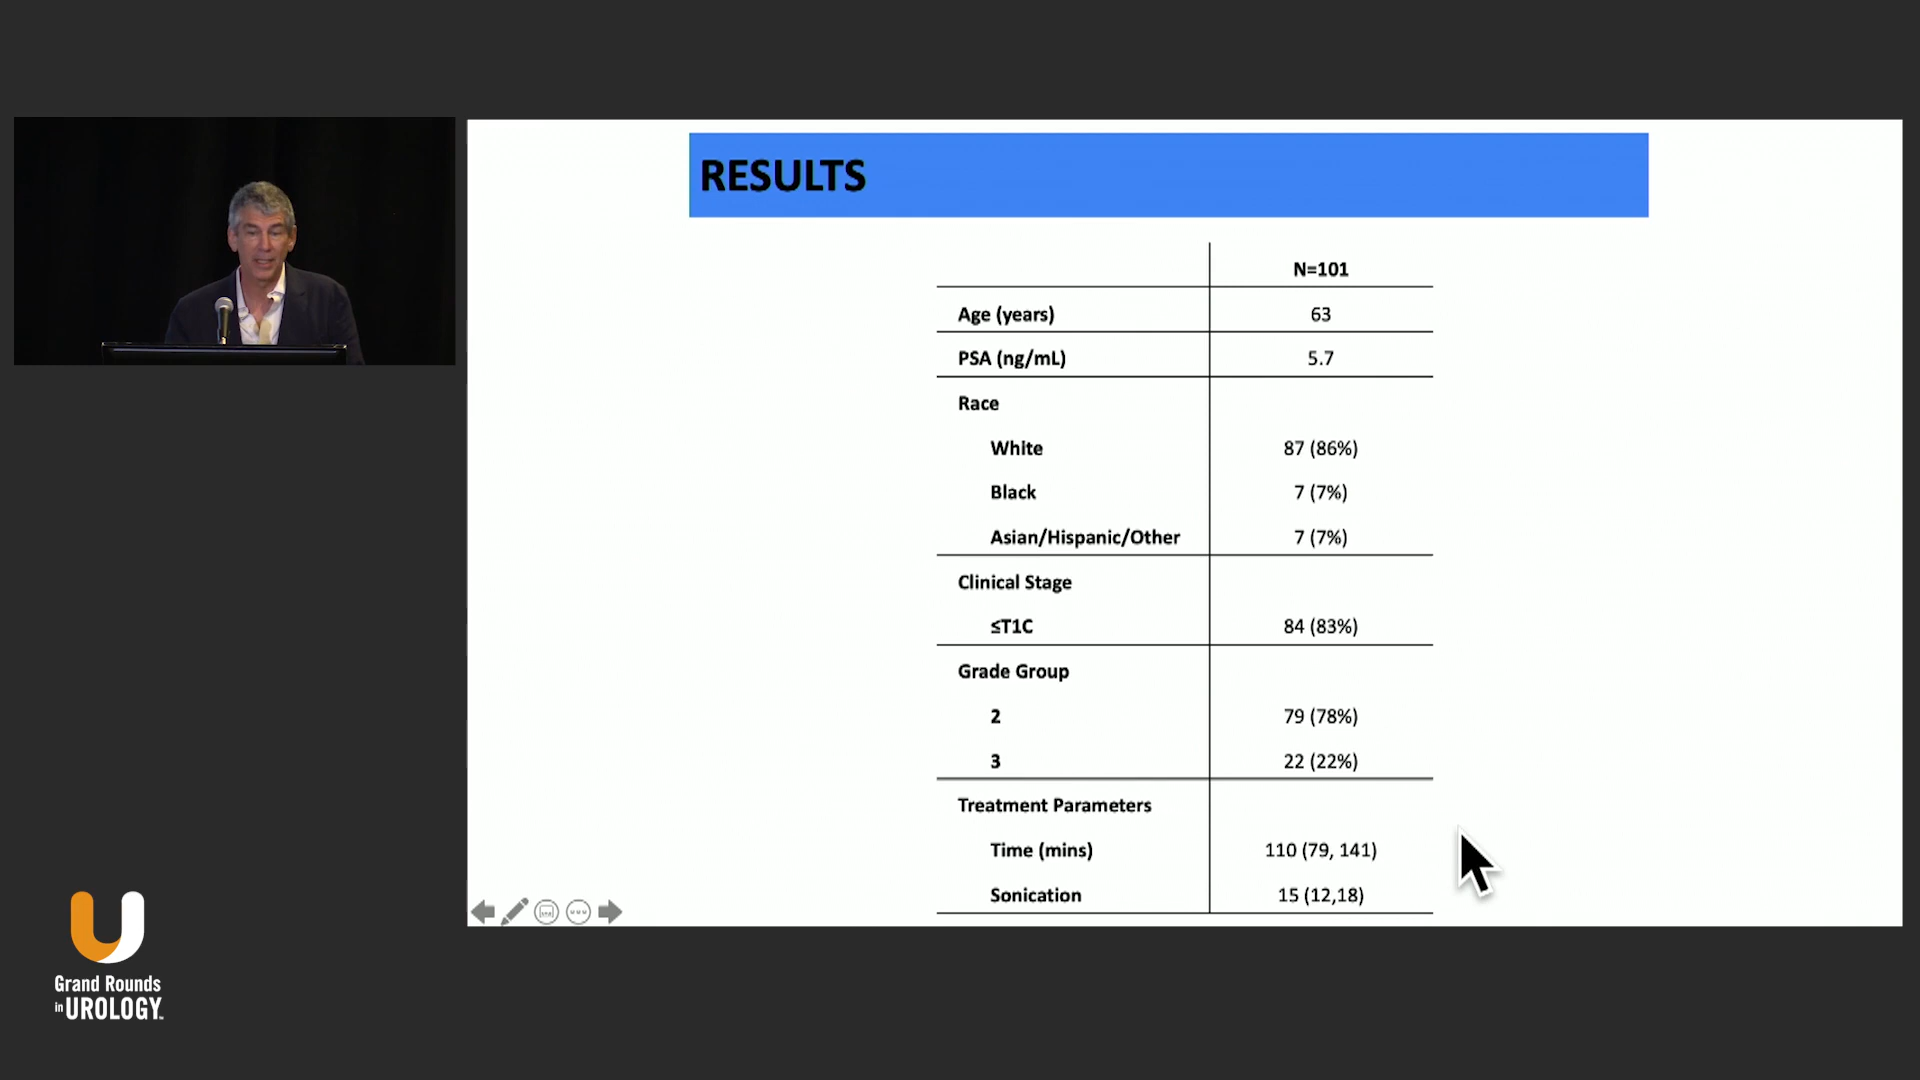 RESULTS
N=101
Age (years) 63
PSA (ng/mL) 5.7
Race
White 87 (86%)
Black 7 (7%)
Asian/Hispanic/Other 7 (7%)
Clinical Stage
≤T1C 84 (83%)
Grade Group
2 79 (78%)
3 22 (22%)
Treatment Parameters
Time (mins) 110 (79, 141)
Sonication 15 (12,18)
Grand Rounds
in UROLOGY